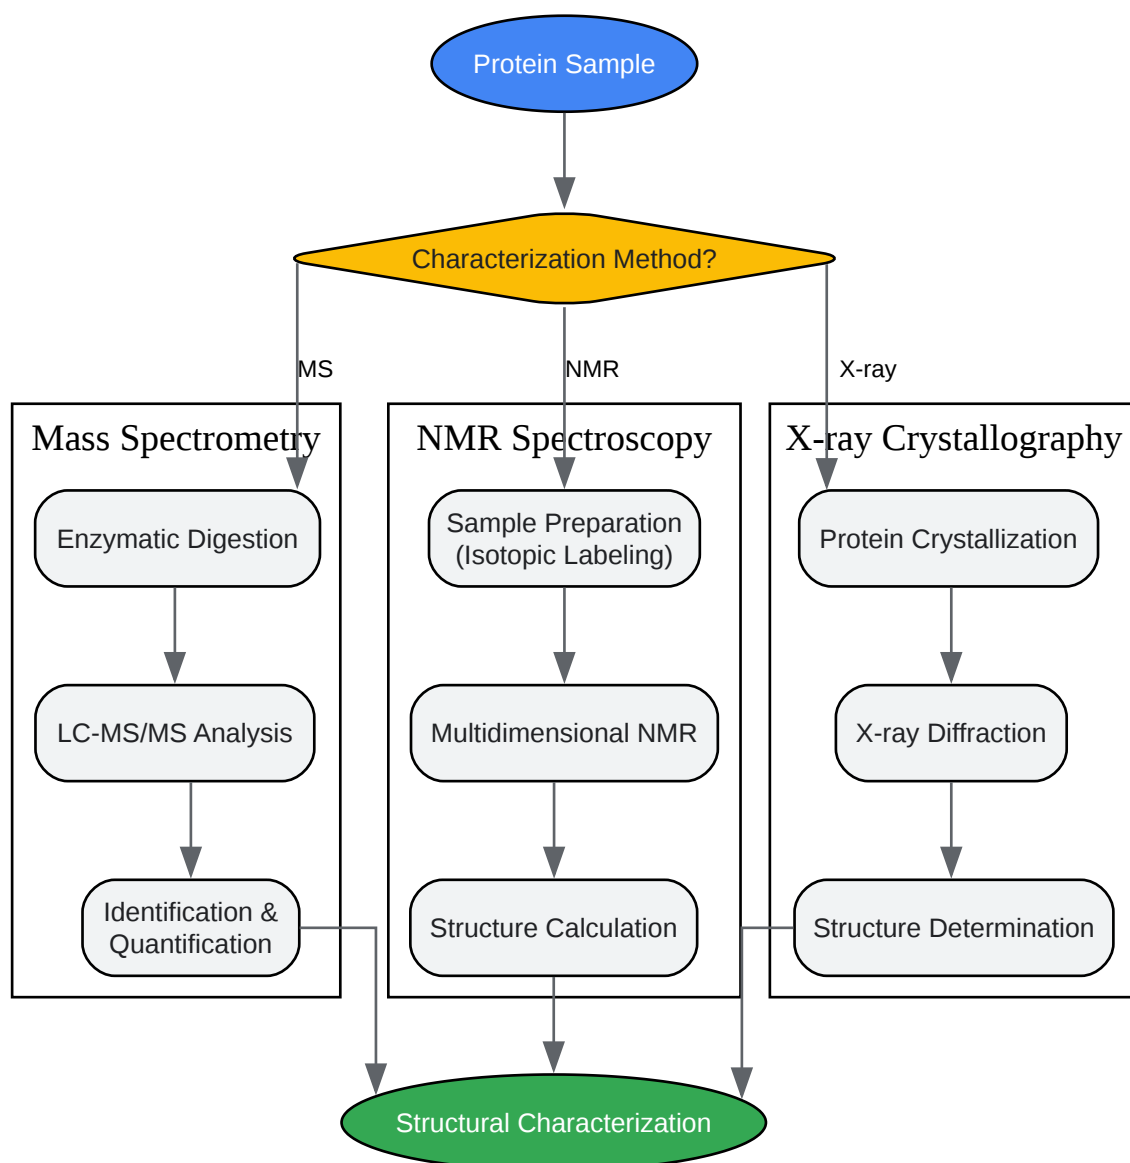 Protein Sample
Characterization Method?
MS
NMR
X-ray
Mass Spectrometry
Enzymatic Digestion
LC-MS/MS Analysis
Identification &
Quantification
NMR Spectroscopy
Sample Preparation
(Isotopic Labeling)
Multidimensional NMR
Structure Calculation
X-ray Crystallography
Protein Crystallization
X-ray Diffraction
Structure Determination
Structural Characterization